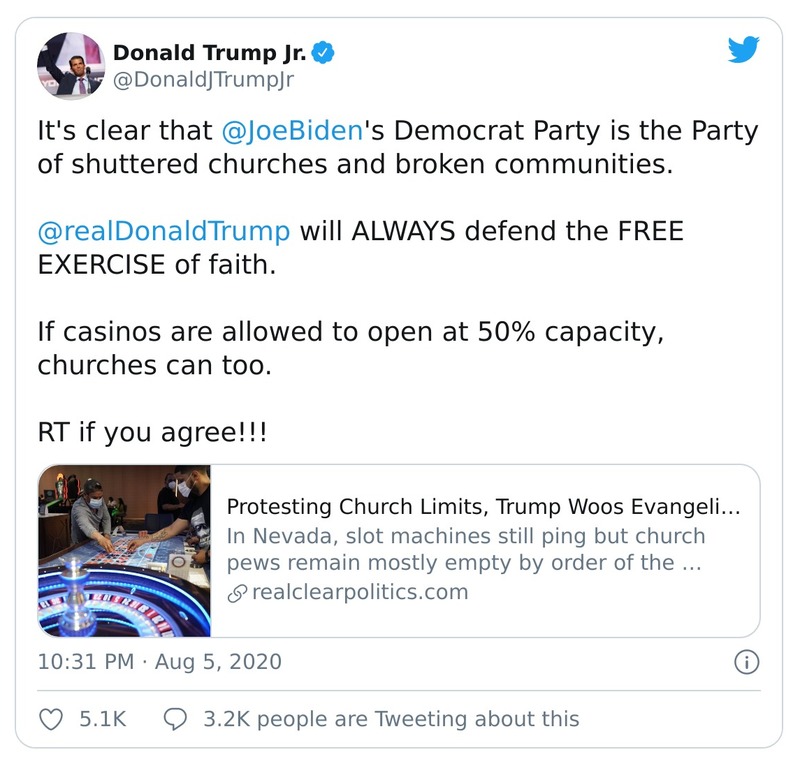 Donald Trump Jr.
@DonaldJTrumpJr
It's clear that @JoeBiden's Democrat Party is the Party
of shuttered churches and broken communities.
@realDonaldTrump will ALWAYS defend the FREE
EXERCISE of faith.
If casinos are allowed to open at 50% capacity,
churches can too.
RT if you agree!!!
Protesting Church Limits, Trump Woos Evangeli...
In Nevada, slot machines still ping but church
pews remain mostly empty by order of the ...
realclearpolitics.com
10:31 PM · Aug 5, 2020
5.1K
3.2K people are Tweeting about this